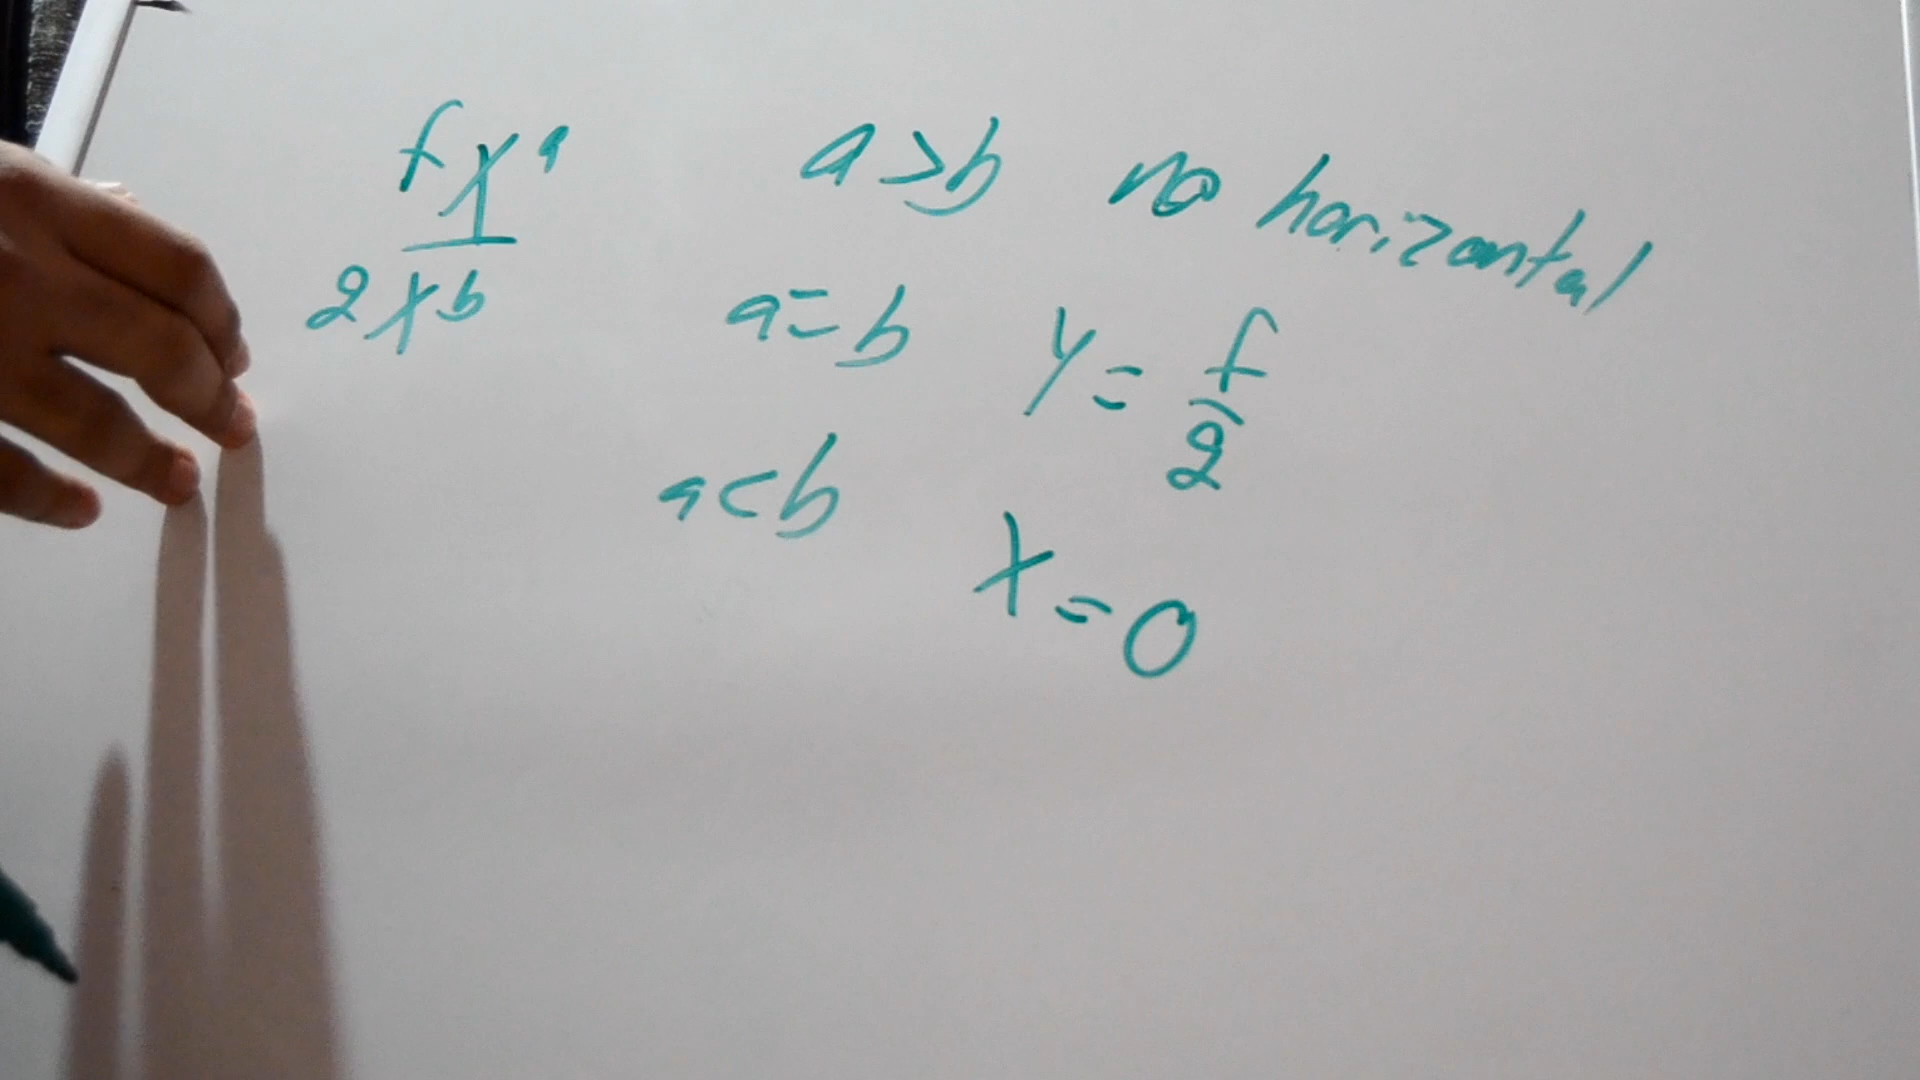 fx^a / 2x^b
a>b no horizontal
a=b y = f/2
a<b x=0